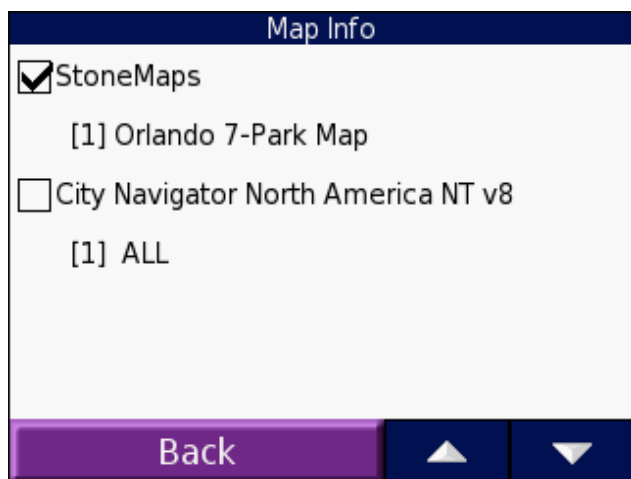 Map Info
StoneMaps
[1] Orlando 7-Park Map
City Navigator North America NT v8
[1] ALL
Back